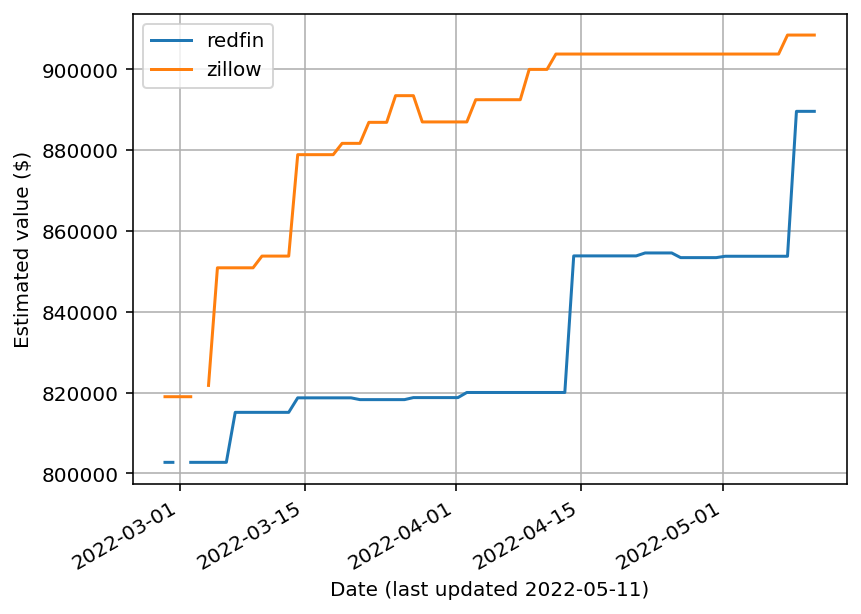 redfin
zillow
900000
880000
860000
840000
820000
800000
Estimated value ($)
2022-03-01
2022-03-15
2022-04-01
2022-04-15
2022-05-01
Date (last updated 2022-05-11)